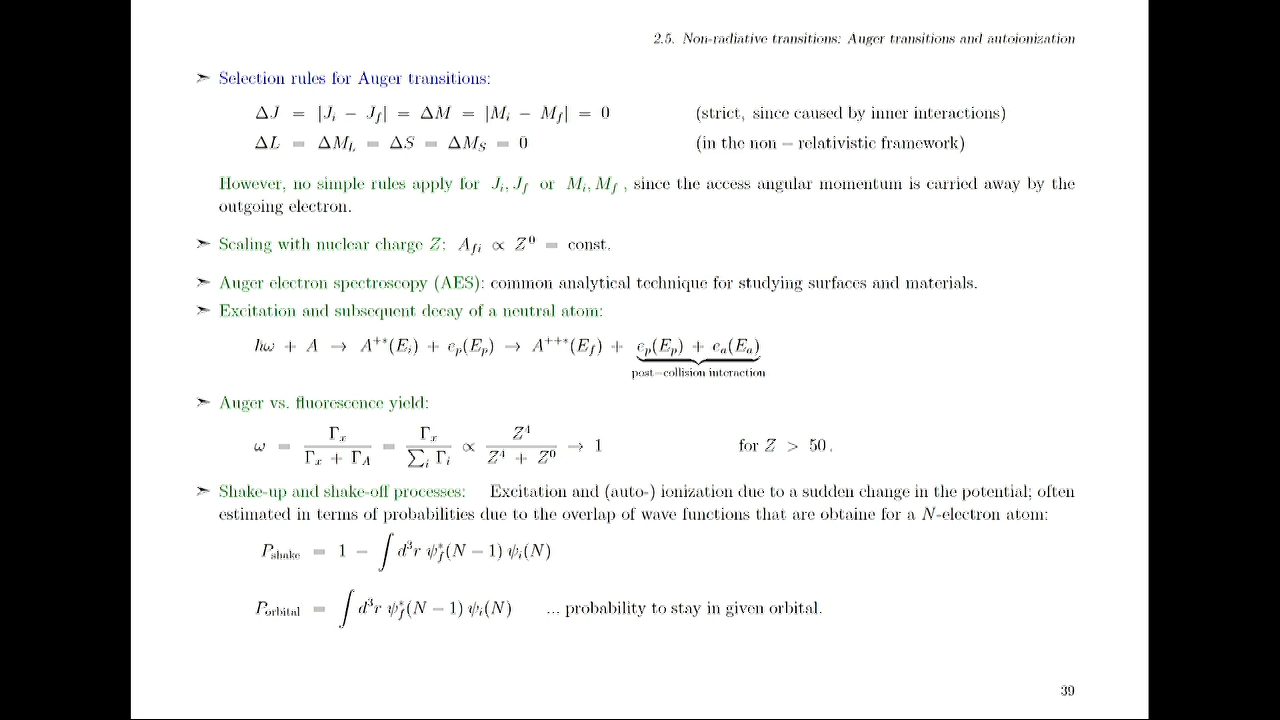 2.5. Non-radiative transitions: Auger transitions and autoionization
➣ Selection rules for Auger transitions:
ΔJ = |J_i − J_f| = ΔM = |M_i − M_f| = 0 (strict, since caused by inner interactions)
ΔL = ΔM_L = ΔS = ΔM_S = 0 (in the non − relativistic framework)
However, no simple rules apply for J_i, J_f or M_i, M_f , since the access angular momentum is carried away by the
outgoing electron.
➣ Scaling with nuclear charge Z: A_fi ∝ Z^0 = const.
➣ Auger electron spectroscopy (AES): common analytical technique for studying surfaces and materials.
➣ Excitation and subsequent decay of a neutral atom:
ħω + A → A^{+*}(E_i) + e_p(E_p) → A^{++*}(E_f) + e_p(E_p) + e_a(E_a)
post−collision interaction
➣ Auger vs. fluorescence yield:
ω = Γ_x / (Γ_x + Γ_A) = Γ_x / ∑_i Γ_i ∝ Z^4 / (Z^4 + Z^0) → 1 for Z > 50.
➣ Shake-up and shake-off processes: Excitation and (auto-) ionization due to a sudden change in the potential; often
estimated in terms of probabilities due to the overlap of wave functions that are obtaine for a N-electron atom:
P_shake = 1 − ∫ d^3r ψ_f^*(N − 1) ψ_i(N)
P_orbital = ∫ d^3r ψ_f^*(N − 1) ψ_i(N) ... probability to stay in given orbital.
39